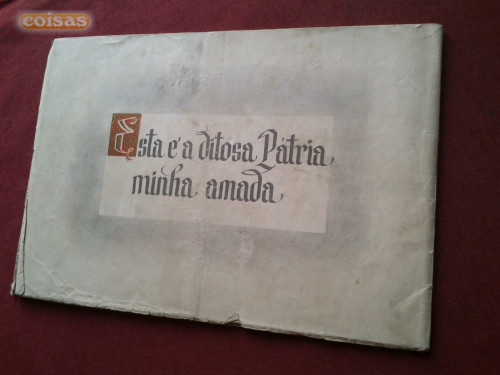 coisas
Esta é a ditosa Pátria
minha amada